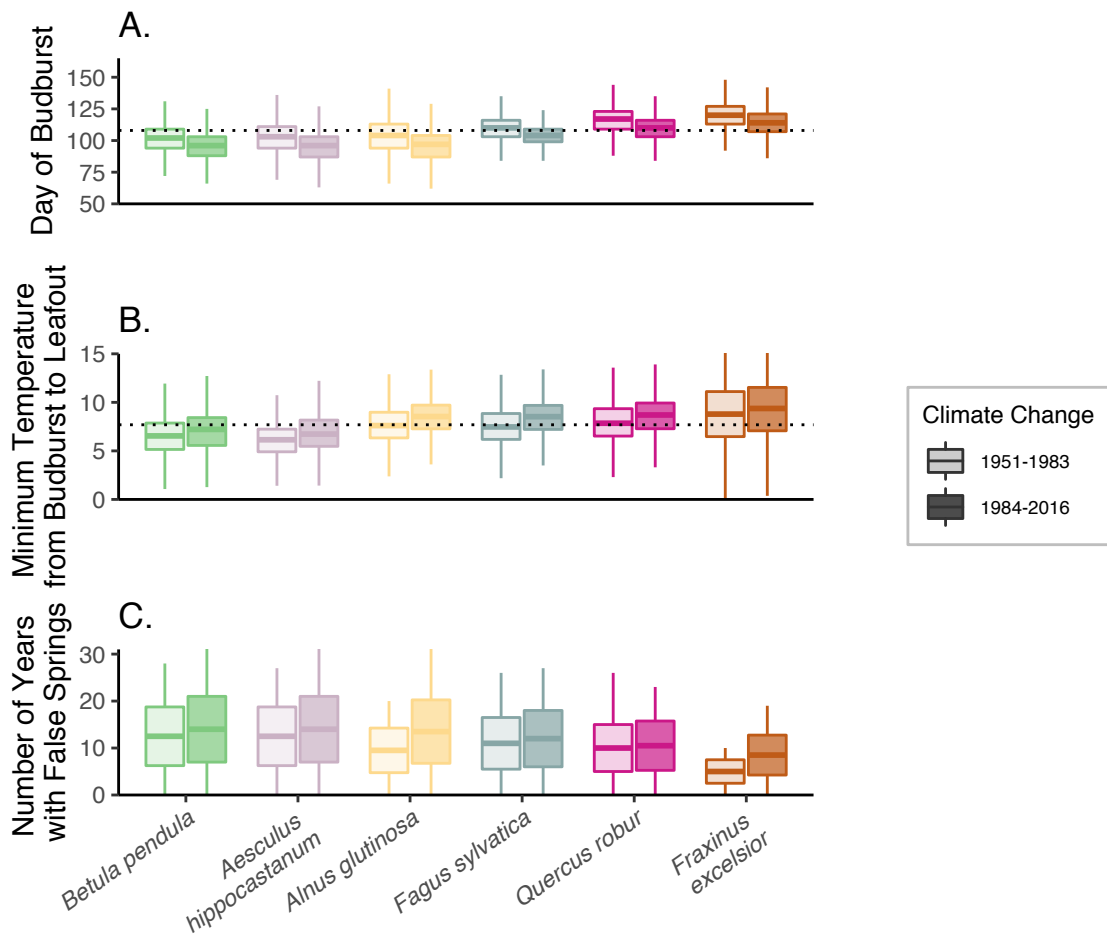 A.
Day of Budburst
150
125
100
75
50
B.
Minimum Temperature
from Budburst to Leafout
15
10
5
0
C.
Number of Years
with False Springs
30
20
10
0
Betula pendula
Aesculus
hippocastanum
Alnus glutinosa
Fagus sylvatica
Quercus robur
Fraxinus
excelsior
Climate Change
1951-1983
1984-2016